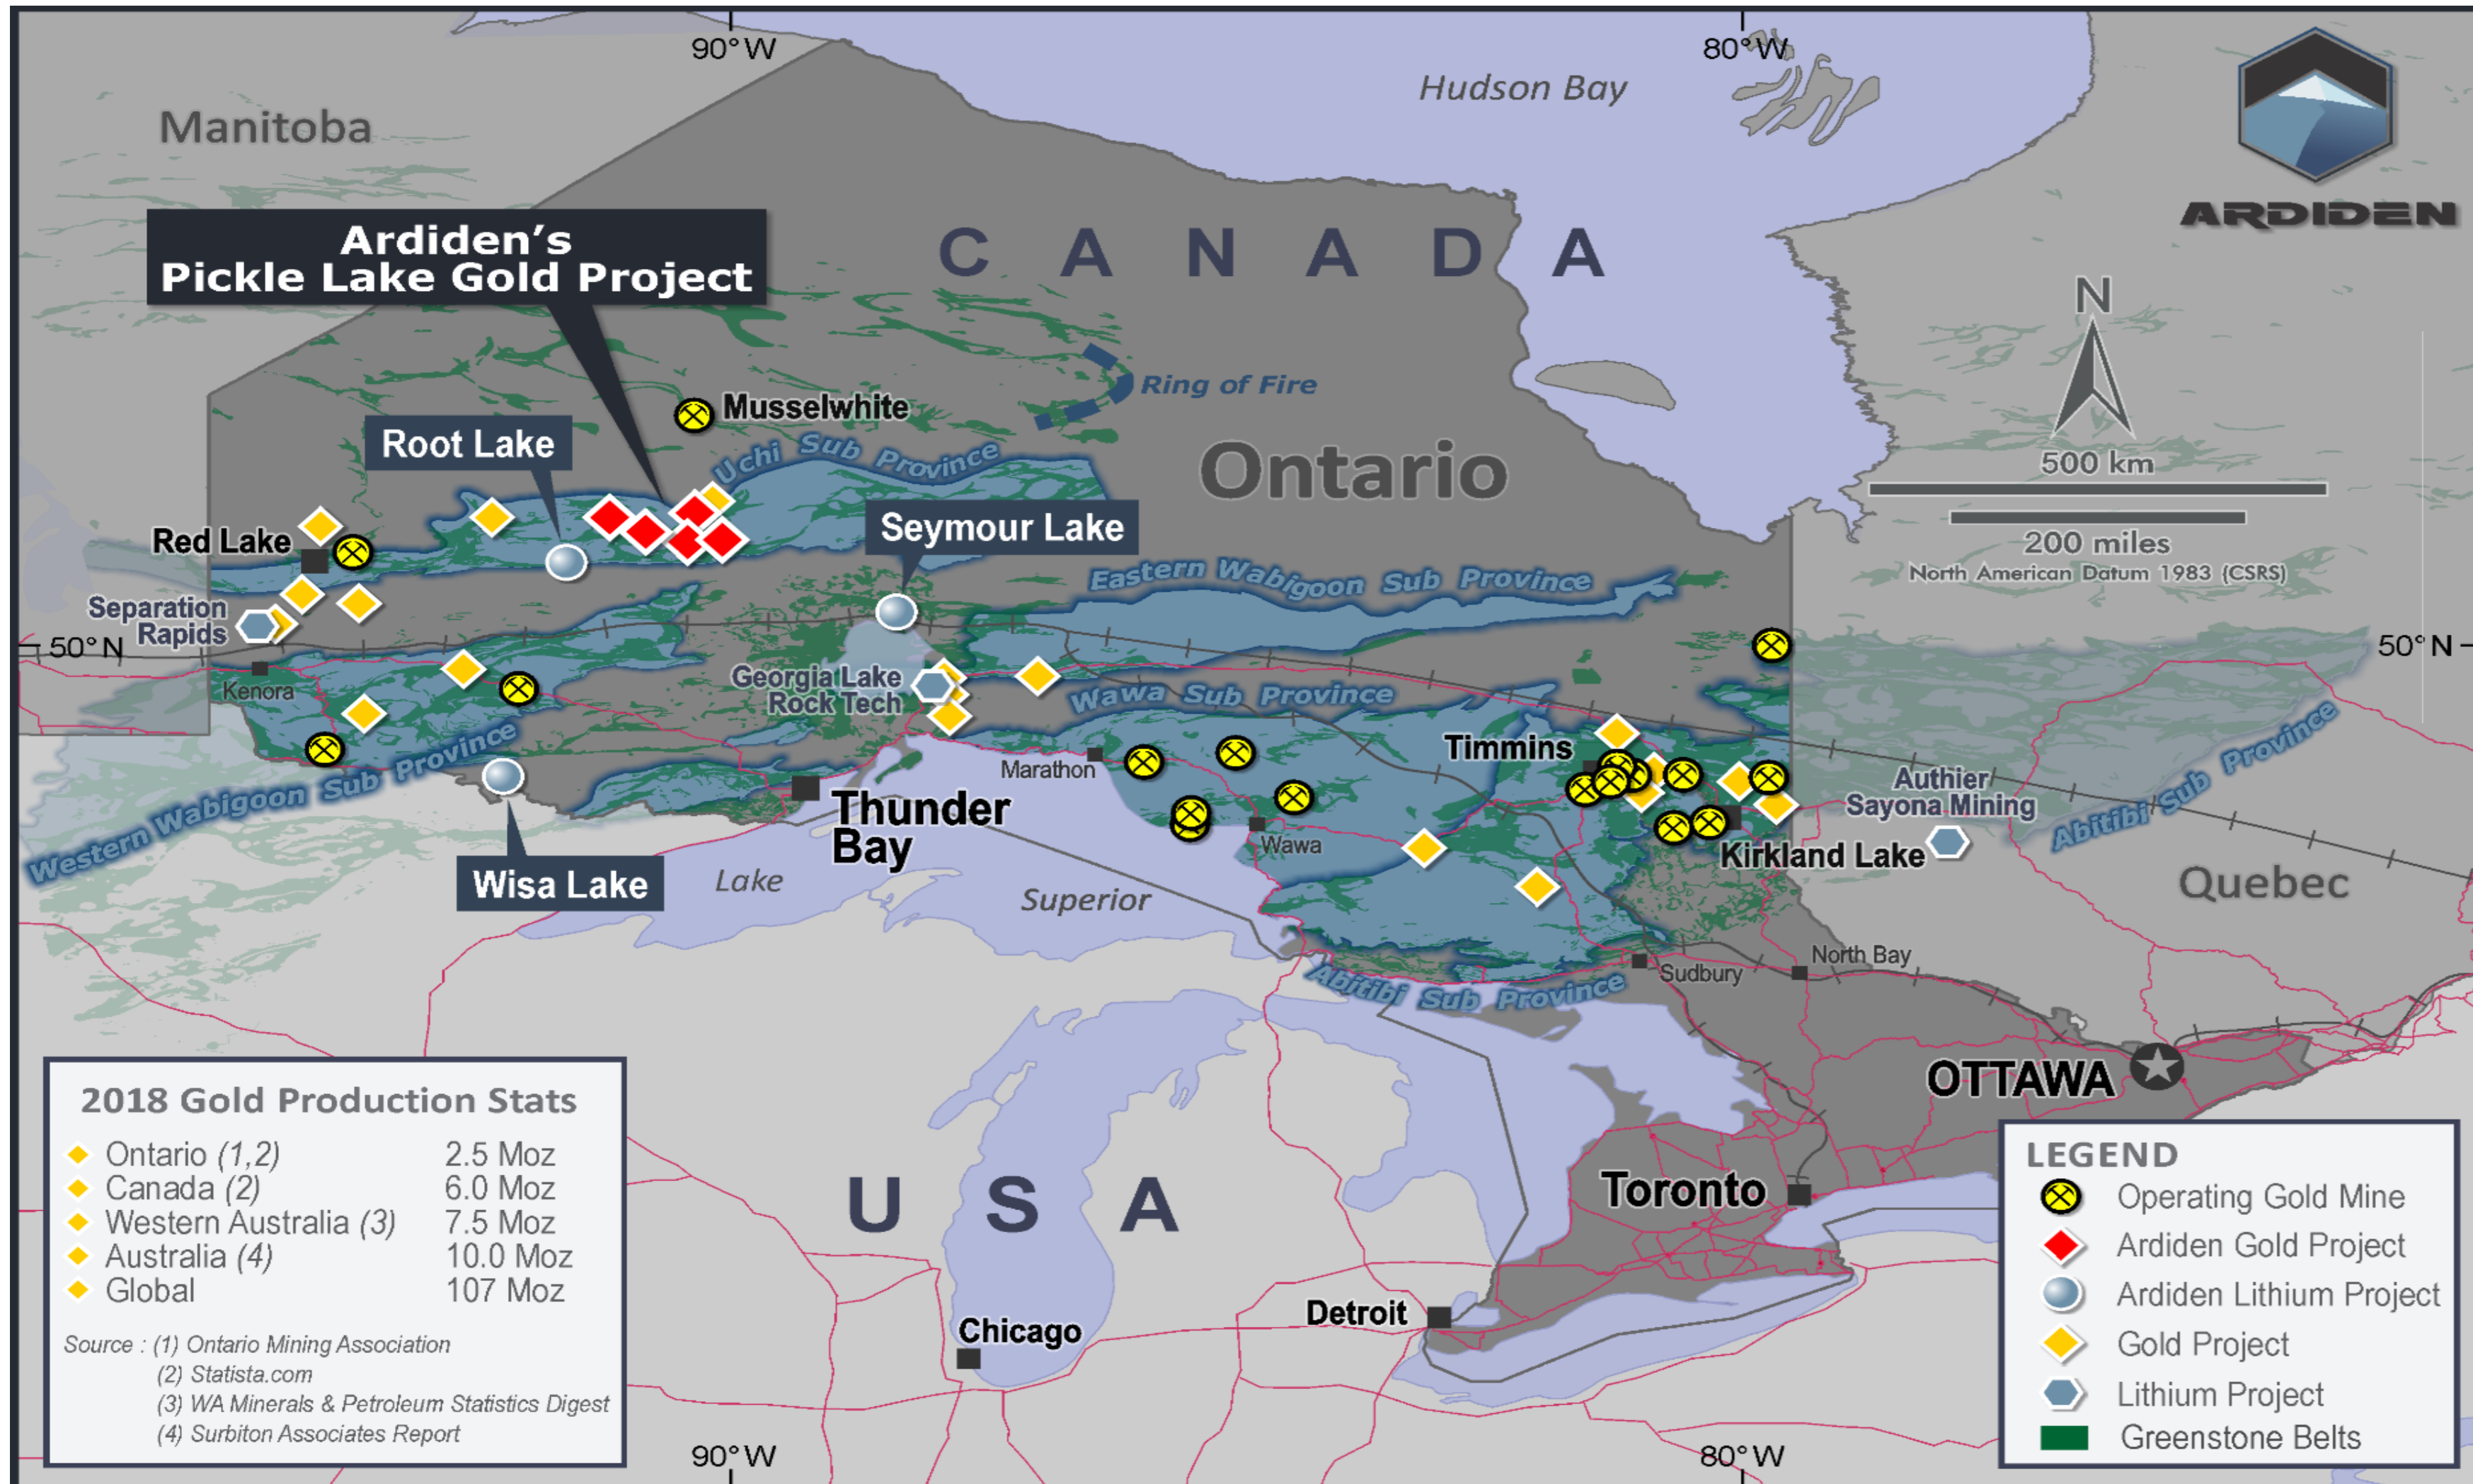 90°W
80°W
Hudson Bay
Manitoba
ARDIDEN
Ardiden's
Pickle Lake Gold Project
CANADA
N
500 km
200 miles
North American Datum 1983 (CSRS)
Ring of Fire
Musselwhite
Root Lake
Uchi Sub Province
Ontario
Seymour Lake
Red Lake
Eastern Wabigoon Sub Province
Separation
Rapids
50°N
50°N
Kenora
Georgia Lake
Rock Tech
Wawa Sub Province
Western Wabigoon Sub Province
Marathon
Timmins
Authier
Sayona Mining
Abitibi Sub Province
Thunder
Bay
Wawa
Kirkland Lake
Wisa Lake
Lake
Superior
Quebec
North Bay
Sudbury
Abitibi Sub Province
OTTAWA
2018 Gold Production Stats
Ontario (1,2) 2.5 Moz
Canada (2) 6.0 Moz
Western Australia (3) 7.5 Moz
Australia (4) 10.0 Moz
Global 107 Moz
Source : (1) Ontario Mining Association
(2) Statista.com
(3) WA Minerals & Petroleum Statistics Digest
(4) Surbiton Associates Report
USA
Toronto
Detroit
Chicago
LEGEND
Operating Gold Mine
Ardiden Gold Project
Ardiden Lithium Project
Gold Project
Lithium Project
Greenstone Belts
90°W
80°W